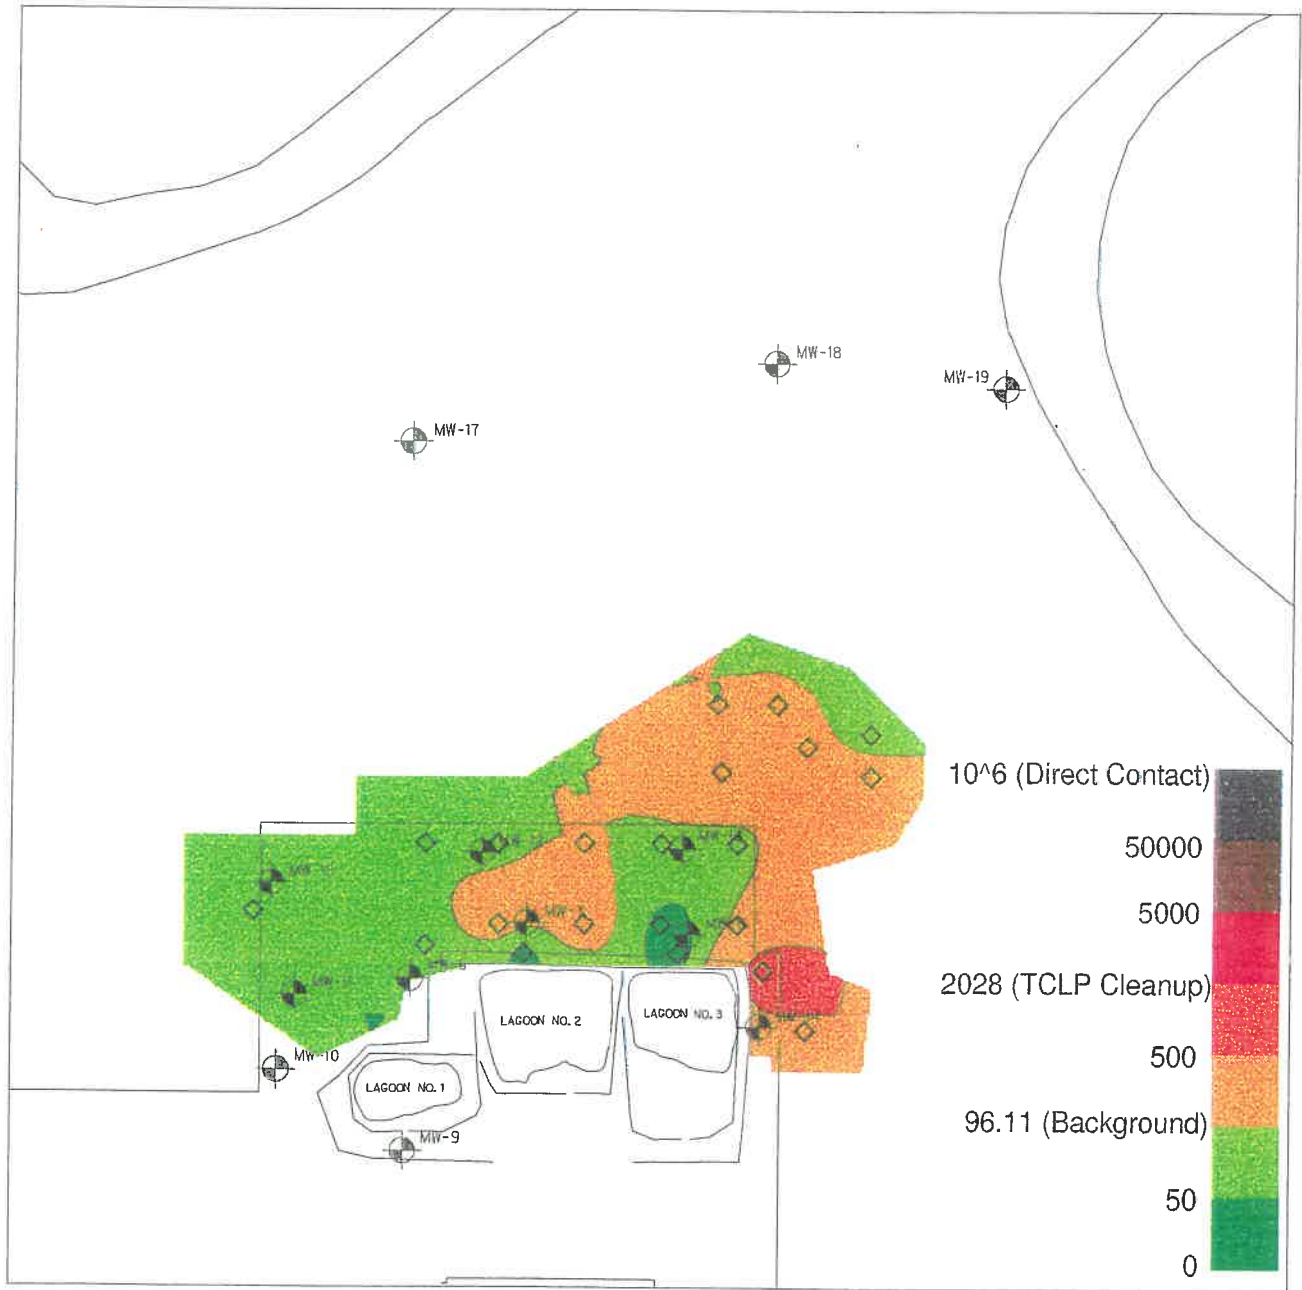 MW-18
MW-19
MW-17
10^6 (Direct Contact)
50000
5000
2028 (TCLP Cleanup)
500
96.11 (Background)
50
0
LAGOON NO.2
LAGOON NO.3
MW-10
LAGOON NO.1
MW-9